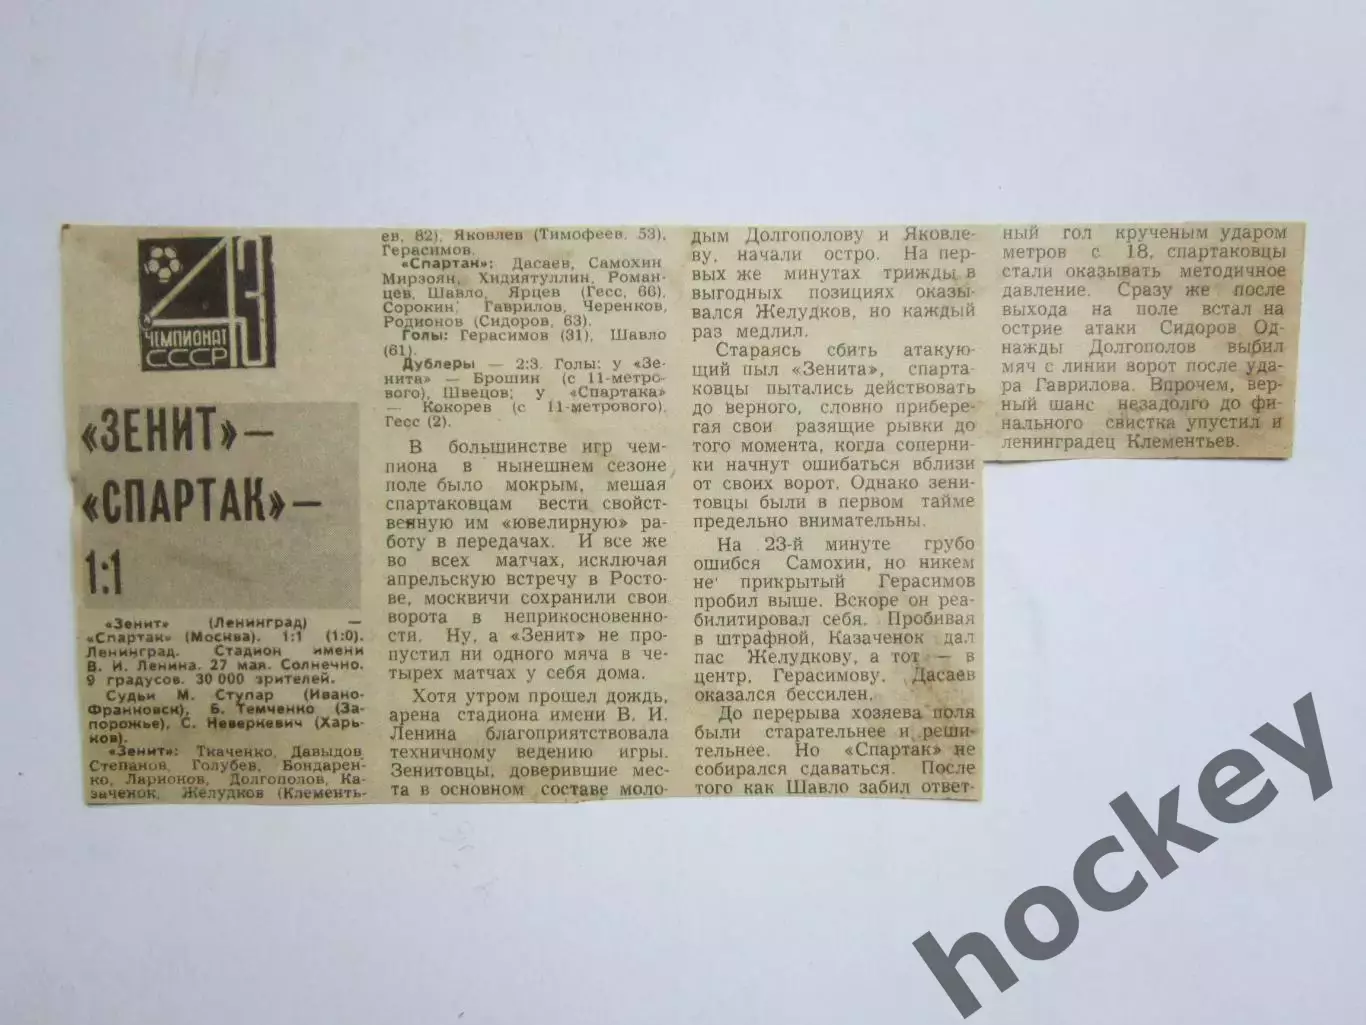 43
ЧЕМПИОНАТ
СССР
«ЗЕНИТ» —
«СПАРТАК» —
1:1
«Зенит» (Ленинград) —
«Спартак» (Москва). 1:1 (1:0).
Ленинград. Стадион имени
В. И. Ленина. 27 мая. Солнечно.
9 градусов. 30 000 зрителей.
Судьи М. Ступар (Ивано-
Франковск), Б. Темченко (За-
порожье), С. Неверкевич (Харь-
ков).
«Зенит»: Ткаченко, Давыдов,
Степанов, Голубев, Бондарен-
ко, Ларионов, Долгополов, Ка-
заченок, Желудков (Клементь-
ев, 82), Яковлев (Тимофеев, 53),
Герасимов.
«Спартак»: Дасаев, Самохин
Мирзоян, Хидиятуллин, Роман-
цев, Шавло, Ярцев (Гесс, 66),
Сорокин, Гаврилов, Черенков,
Родионов (Сидоров, 63).
Голы: Герасимов (31), Шавло
(61).
Дублеры — 2:3. Голы: у «Зе-
нита» — Брошин (с 11-метро-
вого), Швецов; у «Спартака»
— Кокорев (с 11-метрового),
Гесс (2).
В большинстве игр чем-
пиона в нынешнем сезоне
поле было мокрым, мешая
спартаковцам вести свойст-
венную им «ювелирную» ра-
боту в передачах. И все же
во всех матчах, исключая
апрельскую встречу в Росто-
ве, москвичи сохранили свои
ворота в неприкосновенно-
сти. Ну, а «Зенит» не про-
пустил ни одного мяча в че-
тырех матчах у себя дома.
Хотя утром прошел дождь,
арена стадиона имени В. И.
Ленина благоприятствовала
техничному ведению игры.
Зенитовцы, доверившие мес-
та в основном составе моло-
дым Долгополову и Яковле-
ву, начали остро. На пер-
вых же минутах трижды в
выгодных позициях оказы-
вался Желудков, но каждый
раз медлил.
Стараясь сбить атакую-
щий пыл «Зенита», спарта-
ковцы пытались действовать
до верного, словно прибере-
гая свои разящие рывки до
того момента, когда соперни-
ки начнут ошибаться вблизи
от своих ворот. Однако зени-
товцы были в первом тайме
предельно внимательны.
На 23-й минуте грубо
ошибся Самохин, но никем
не прикрытый Герасимов
пробил выше. Вскоре он реа-
билитировал себя. Пробивая
в штрафной, Казаченок дал
пас Желудкову, а тот — в
центр, Герасимову. Дасаев
оказался бессилен.
До перерыва хозяева поля
были старательнее и реши-
тельнее. Но «Спартак» не
собирался сдаваться. После
того как Шавло забил ответ-
ный гол крученым ударом
метров с 18, спартаковцы
стали оказывать методичное
давление. Сразу же после
выхода на поле встал на
острие атаки Сидоров Од-
нажды Долгополов выбил
мяч с линии ворот после уда-
ра Гаврилова. Впрочем, вер-
ный шанс незадолго до фи-
нального свистка упустил и
ленинградец Клементьев.
hockey